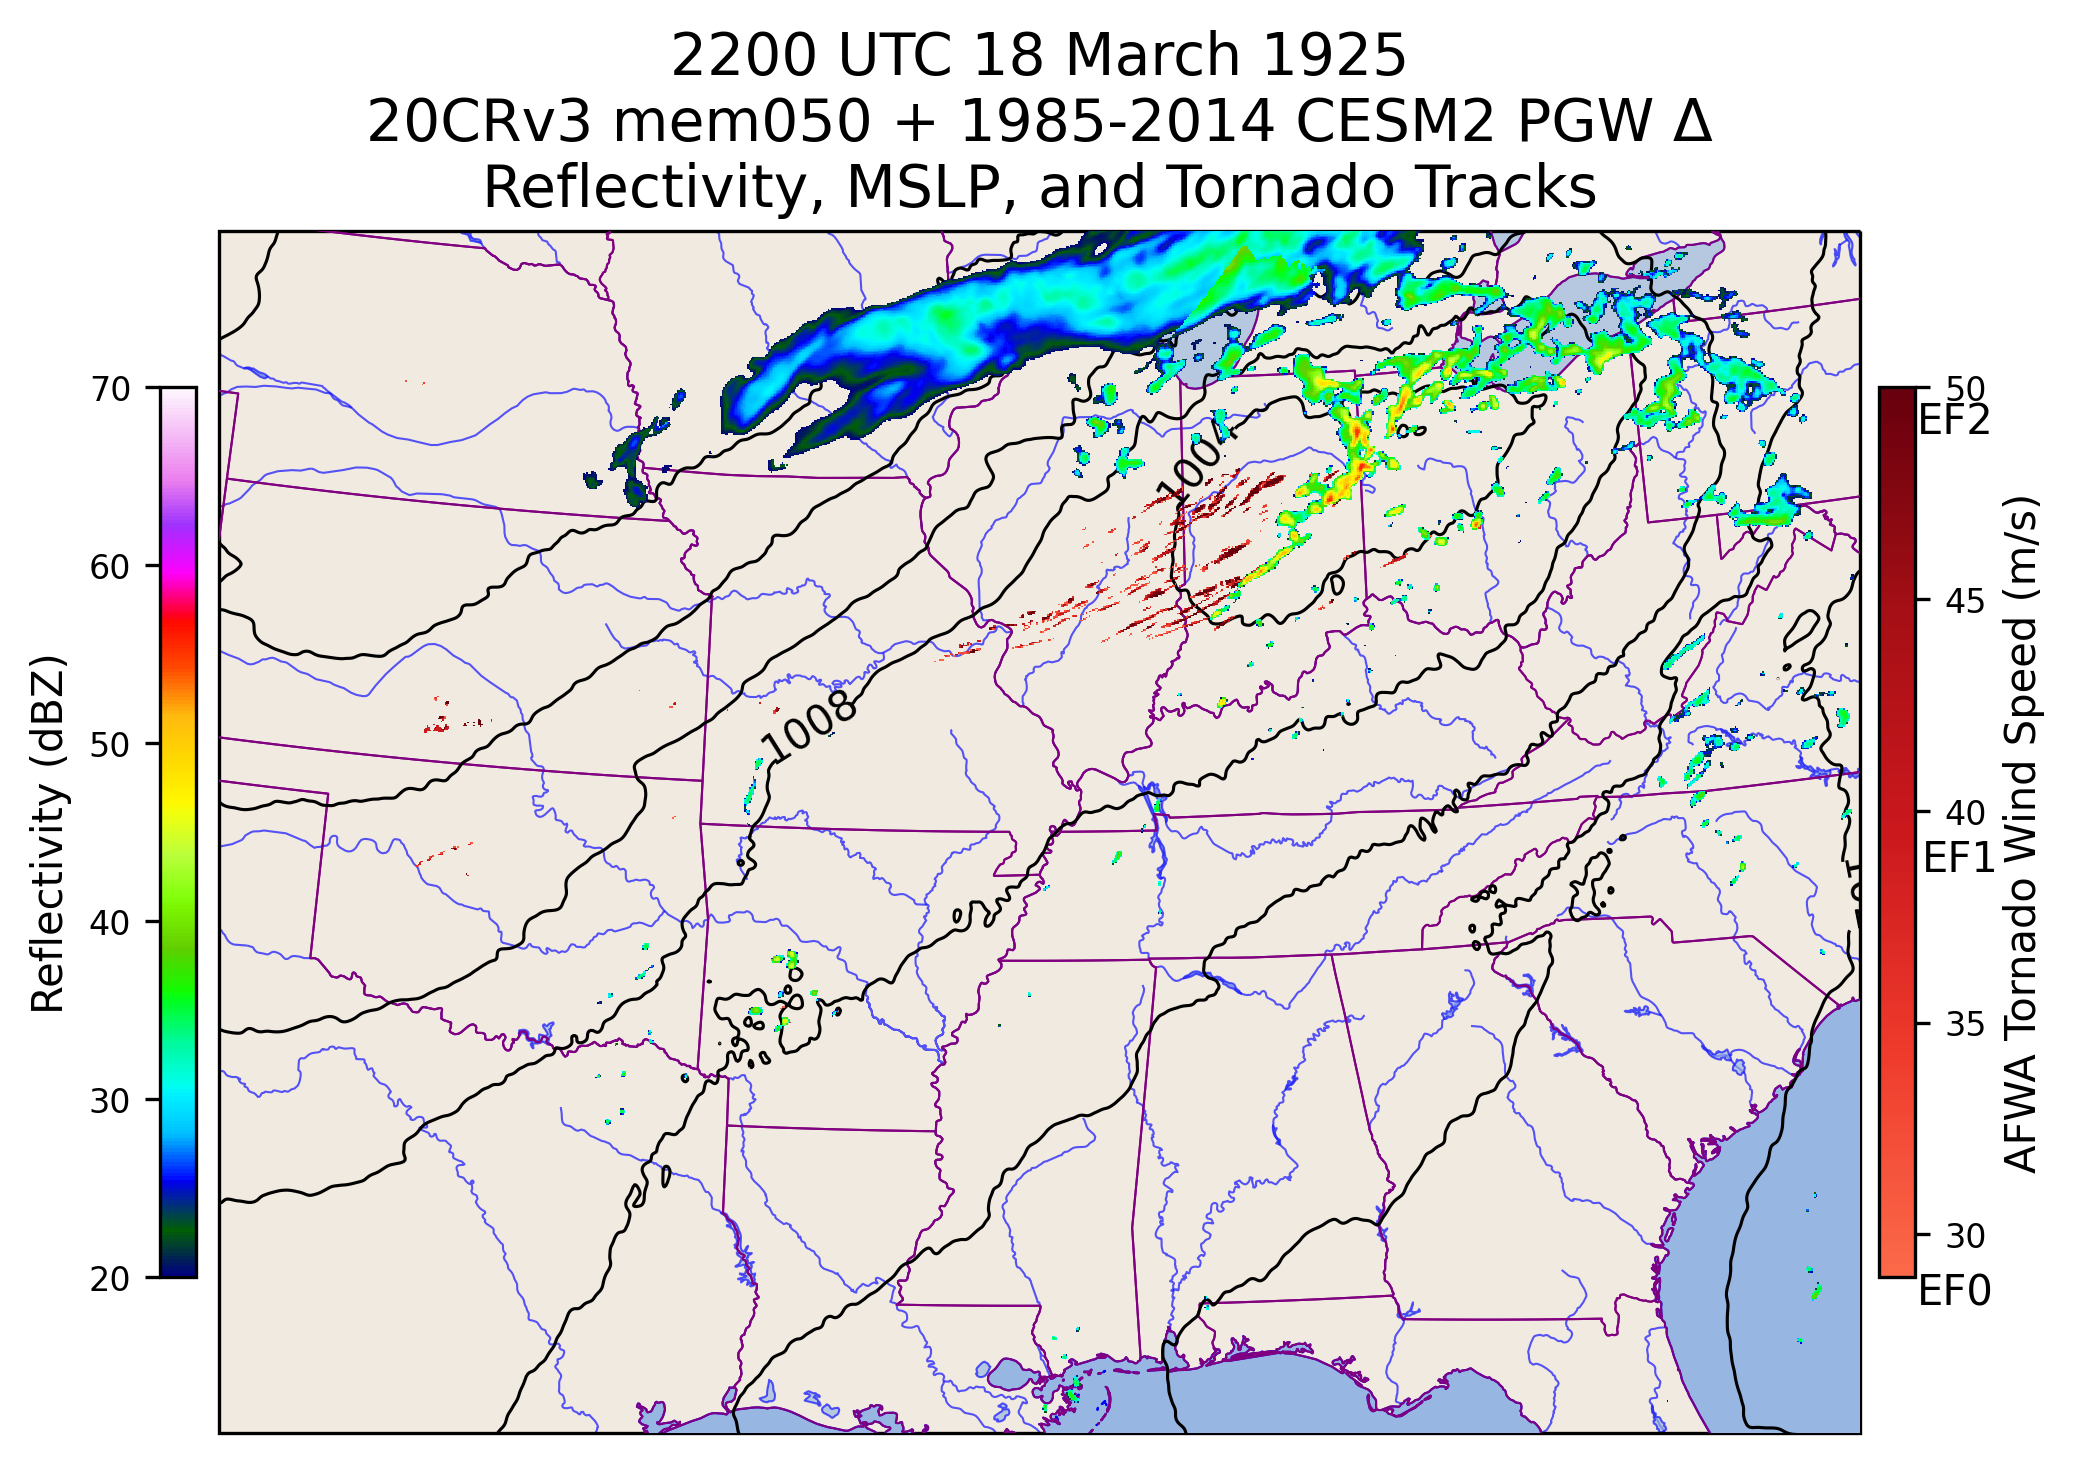 2200 UTC 18 March 1925
20CRv3 mem050 + 1985-2014 CESM2 PGW Δ
Reflectivity, MSLP, and Tornado Tracks
Reflectivity (dBZ)
70
60
50
40
30
20
1004
1008
50
EF2
45
40
EF1
35
30
EF0
AFWA Tornado Wind Speed (m/s)